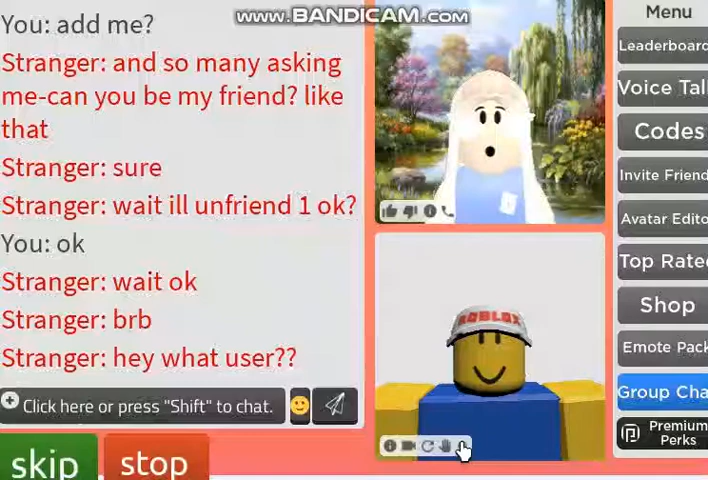 www.BANDICAM.com
You: add me?
Stranger: and so many asking
me-can you be my friend? like
that
Stranger: sure
Stranger: wait ill unfriend 1 ok?
You: ok
Stranger: wait ok
Stranger: brb
Stranger: hey what user??
Click here or press "Shift" to chat.
skip
stop
ROBLOX
Menu
Leaderboard
Voice Tal
Codes
Invite Friend
Avatar Edito
Top Rate
Shop
Emote Pack
Group Cha
Premium
Perks